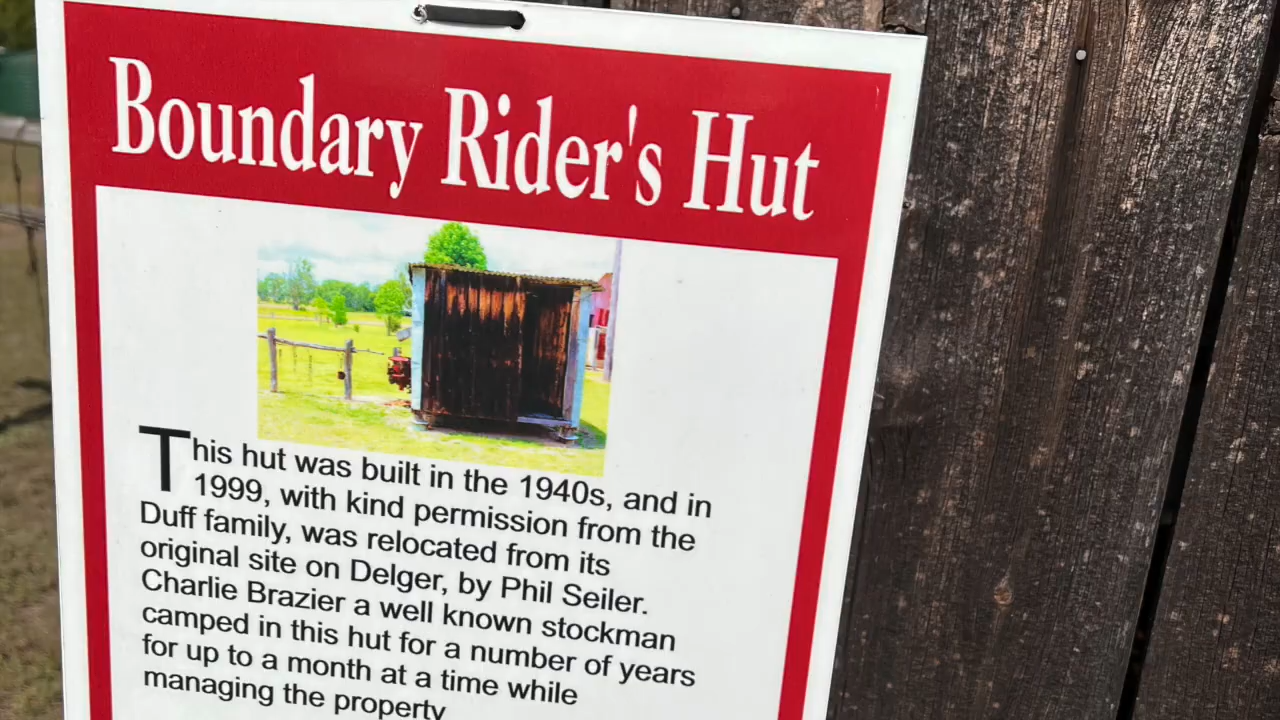 Boundary Rider's Hut
This hut was built in the 1940s, and in
1999, with kind permission from the
Duff family, was relocated from its
original site on Delger, by Phil Seiler.
Charlie Brazier a well known stockman
camped in this hut for a number of years
for up to a month at a time while
managing the property